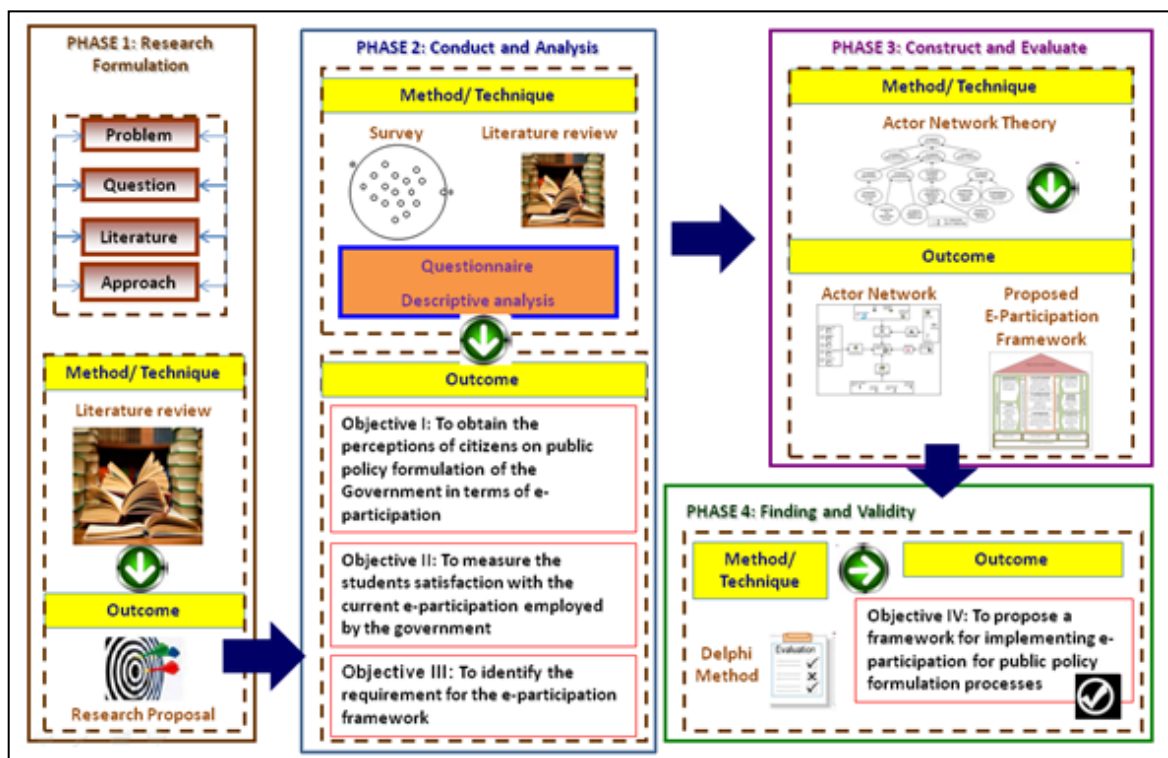 PHASE 1: Research
Formulation
Problem
Question
Literature
Approach
Method/ Technique
Literature review
Outcome
Research Proposal
PHASE 2: Conduct and Analysis
Method/ Technique
Survey
Literature review
Questionnaire
Descriptive analysis
Outcome
Objective I: To obtain the
perceptions of citizens on public
policy formulation of the
Government in terms of e-
participation
Objective II: To measure the
students satisfaction with the
current e-participation employed
by the government
Objective III: To identify the
requirement for the e-participation
framework
PHASE 3: Construct and Evaluate
Method/ Technique
Actor Network Theory
Outcome
Actor Network
Proposed
E-Participation
Framework
PHASE 4: Finding and Validity
Method/
Technique
Outcome
Delphi
Method
Evaluation
Objective IV: To propose a
framework for implementing e-
participation for public policy
formulation processes